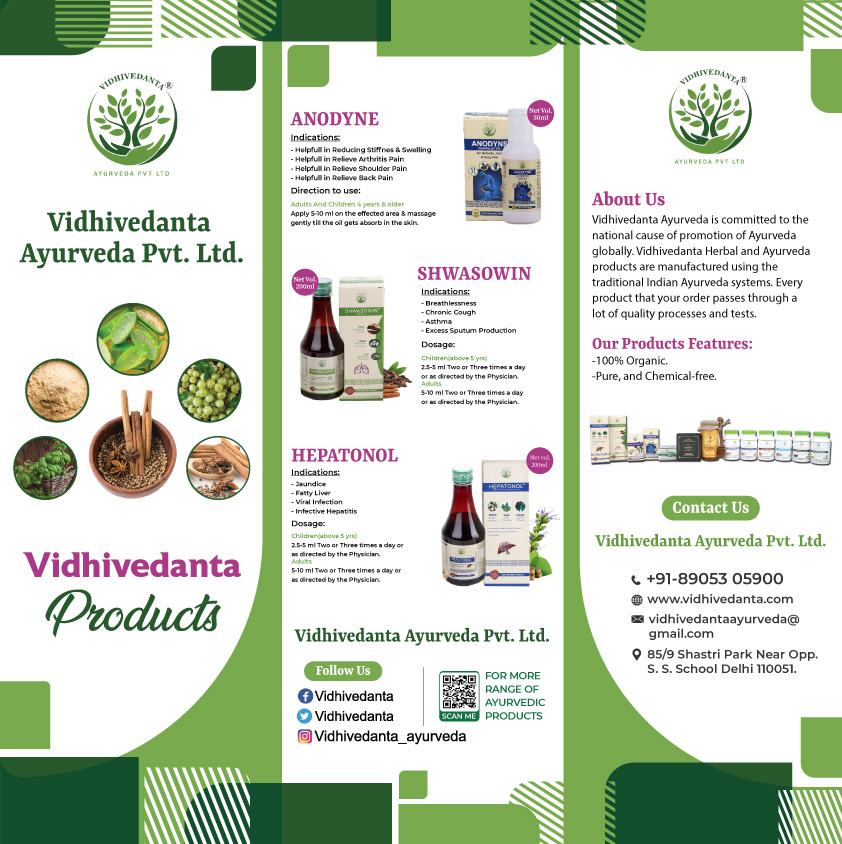 VIDHIVEDANTA®
AYURVEDA PVT LTD
Vidhivedanta
Ayurveda Pvt. Ltd.
Vidhivedanta
Products
ANODYNE
Indications:
- Helpfull in Reducing Stiffnes & Swelling
- Helpfull in Relieve Arthritis Pain
- Helpfull in Relieve Shoulder Pain
- Helpfull in Relieve Back Pain
Direction to use:
Adults And Children 4 years & older
Apply 5-10 ml on the effected area & massage
gently till the oil gets absorb in the skin.
Net Vol.
50ml
ANODYNE
Net Vol.
200ml
SHWASOWIN
SHWASOWIN
Indications:
- Breathlessness
- Chronic Cough
- Asthma
- Excess Sputum Production
Dosage:
Children(above 5 yrs)
2.5-5 ml Two or Three times a day
or as directed by the Physician.
Adults
5-10 ml Two or Three times a day
or as directed by the Physician.
HEPATONOL
Indications:
- Jaundice
- Fatty Liver
- Viral Infection
- Infective Hepatitis
Dosage:
Children(above 5 yrs)
2.5-5 ml Two or Three times a day or
as directed by the Physician.
Adults
5-10 ml Two or Three times a day or
as directed by the Physician.
Net vol.
200ml
HEPATONOL
Vidhivedanta Ayurveda Pvt. Ltd.
Follow Us
Vidhivedanta
Vidhivedanta
Vidhivedanta_ayurveda
SCAN ME
FOR MORE
RANGE OF
AYURVEDIC
PRODUCTS
VIDHIVEDANTA®
AYURVEDA PVT LTD
About Us
Vidhivedanta Ayurveda is committed to the
national cause of promotion of Ayurveda
globally. Vidhivedanta Herbal and Ayurveda
products are manufactured using the
traditional Indian Ayurveda systems. Every
product that your order passes through a
lot of quality processes and tests.
Our Products Features:
-100% Organic.
-Pure, and Chemical-free.
Contact Us
Vidhivedanta Ayurveda Pvt. Ltd.
+91-89053 05900
www.vidhivedanta.com
vidhivedantaayurveda@
gmail.com
85/9 Shastri Park Near Opp.
S. S. School Delhi 110051.